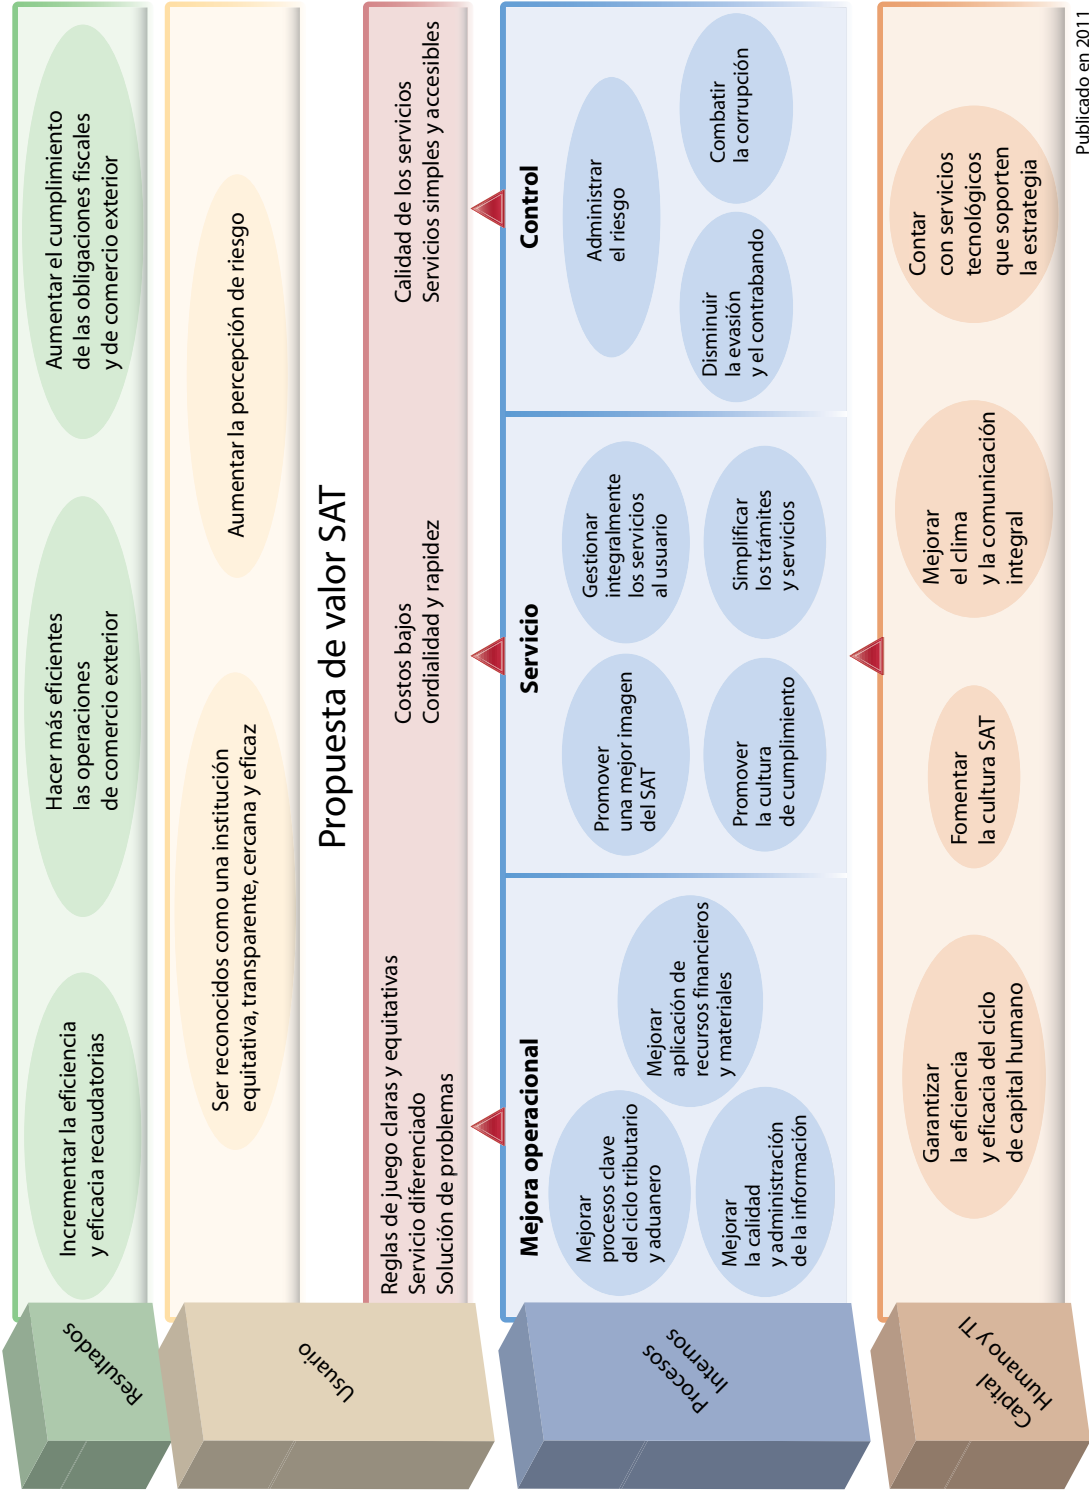 Resultados
Incrementar la eficiencia
y eficacia recaudatorias
Hacer más eficientes
las operaciones
de comercio exterior
Aumentar el cumplimiento
de las obligaciones fiscales
y de comercio exterior
Usuario
Ser reconocidos como una institución
equitativa, transparente, cercana y eficaz
Aumentar la percepción de riesgo
Propuesta de valor SAT
Reglas de juego claras y equitativas
Servicio diferenciado
Solución de problemas
Costos bajos
Cordialidad y rapidez
Calidad de los servicios
Servicios simples y accesibles
Procesos
Internos
Mejora operacional
Mejorar
procesos clave
del ciclo tributario
y aduanero
Mejorar
aplicación de
recursos financieros
y materiales
Mejorar
la calidad
y administración
de la información
Servicio
Promover
una mejor imagen
del SAT
Gestionar
integralmente
los servicios
al usuario
Promover
la cultura
de cumplimiento
Simplificar
los trámites
y servicios
Control
Administrar
el riesgo
Disminuir
la evasión
y el contrabando
Combatir
la corrupción
Capital
Humano y TI
Garantizar
la eficiencia
y eficacia del ciclo
de capital humano
Fomentar
la cultura SAT
Mejorar
el clima
y la comunicación
integral
Contar
con servicios
tecnológicos
que soporten
la estrategia
Publicado en 2011